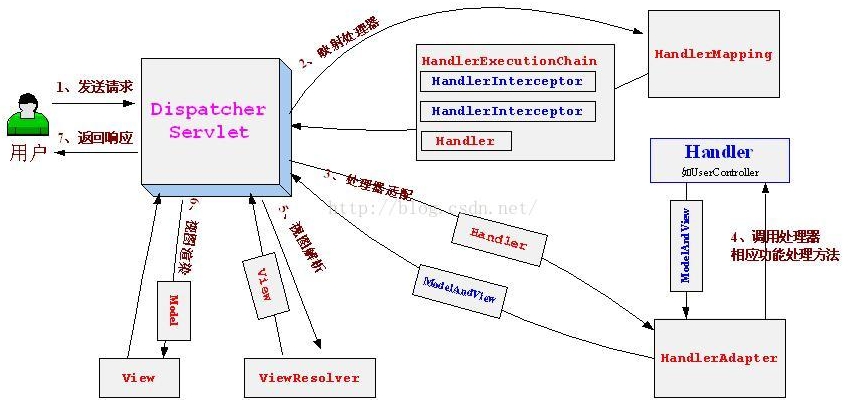 2、映射处理器
HandlerMapping
HandlerExecutionChain
HandlerInterceptor
HandlerInterceptor
Handler
1、发送请求
Dispatcher
Servlet
7、返回响应
用户
Handler
如UserController
3、处理器适配
http://blog.csdn.net/
Handler
ModelAndView
ModelAndView
4、调用处理器
相应功能处理方法
6、视图渲染
5、视图解析
View
Model
View
ViewResolver
HandlerAdapter